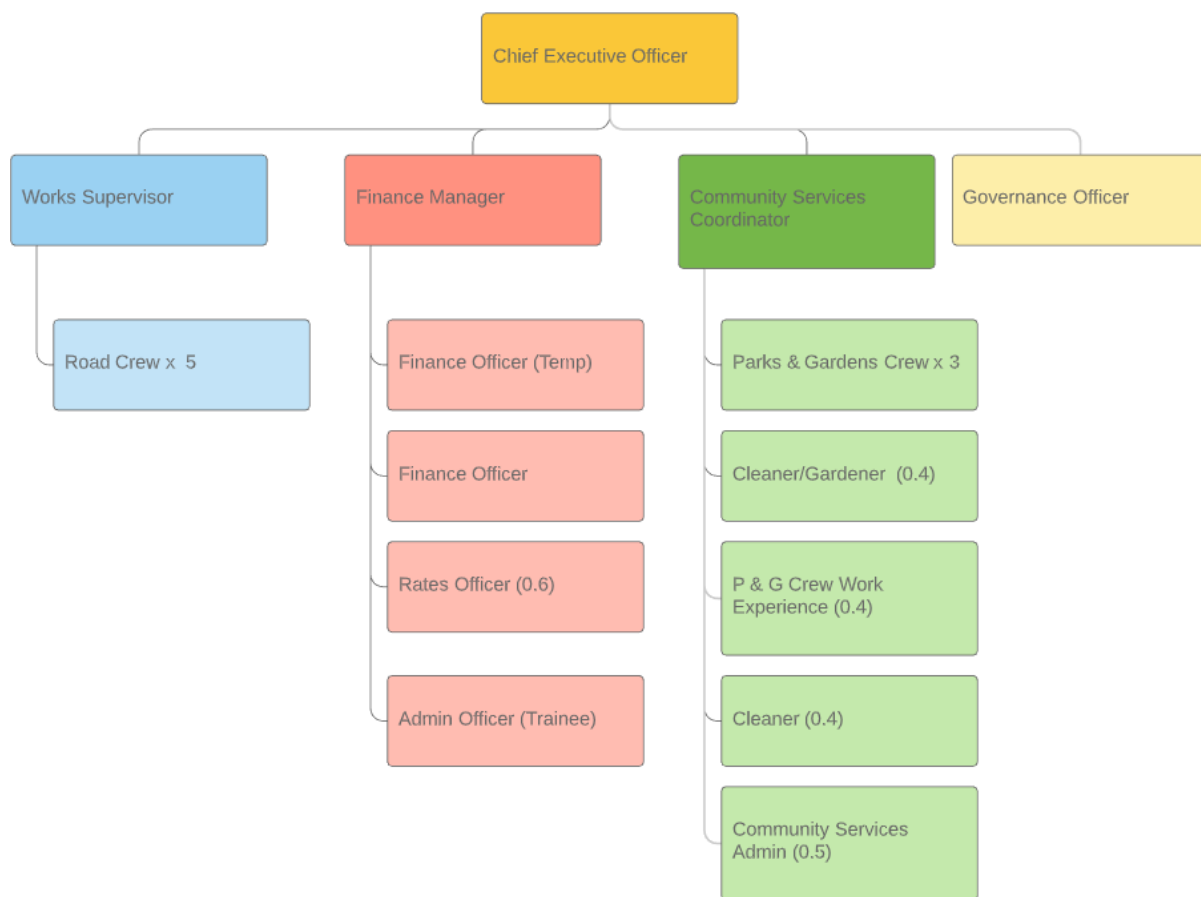 Chief Executive Officer
Works Supervisor
Finance Manager
Community Services
Coordinator
Governance Officer
Road Crew x  5
Finance Officer (Temp)
Finance Officer
Rates Officer (0.6)
Admin Officer (Trainee)
Parks & Gardens Crew x 3
Cleaner/Gardener  (0.4)
P & G Crew Work
Experience (0.4)
Cleaner (0.4)
Community Services
Admin (0.5)